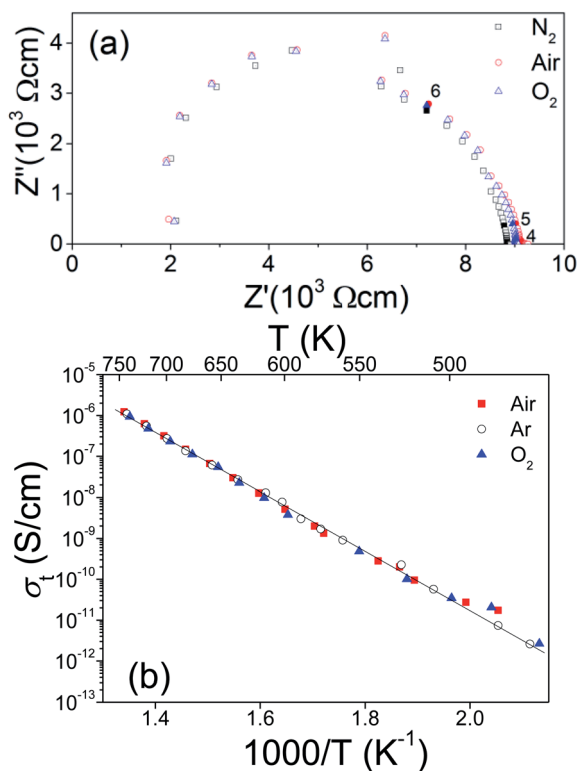 (a)
N₂
Air
O₂
6
5
4
4
3
2
1
0
Z''(10³ Ωcm)
0 2 4 6 8 10
Z'(10³ Ωcm)
T (K)
750 700 650 600 550 500
Air
Ar
O₂
10⁻⁵
10⁻⁶
10⁻⁷
10⁻⁸
10⁻⁹
10⁻¹⁰
10⁻¹¹
10⁻¹²
10⁻¹³
σt (S/cm)
(b)
1.4 1.6 1.8 2.0
1000/T (K⁻¹)